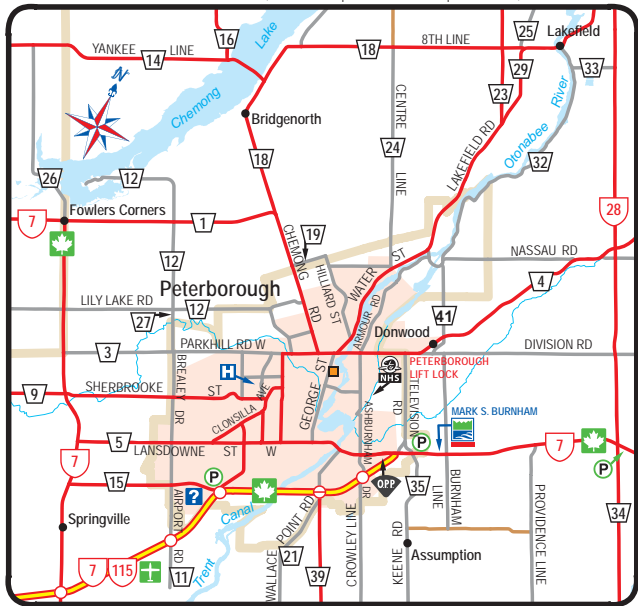 YANKEE LINE
14
16
Lake
18
8TH LINE
25
Lakefield
29
33
23
Chemong
N
Bridgenorth
CENTRE LINE
24
LAKEFIELD RD
Otonabee River
32
26
12
18
28
7
Fowlers Corners
1
CHEMONG RD
19
HILLIARD ST
WATER ST
NASSAU RD
4
12
Peterborough
LILY LAKE RD
12
27
ARMOUR RD
41
Donwood
3
PARKHILL RD W
DIVISION RD
PETERBOROUGH
LIFT LOCK
NHS
9
SHERBROOKE ST
BREALEY DR
H
CLONSILLA AVE
GEORGE ST
ASHBURNHAM DR
TELEVISION RD
MARK S. BURNHAM
5
LANSDOWNE ST W
P
7
P
7
15
P
?
OPP
35
BURNHAM LINE
PROVIDENCE LINE
34
Springville
AIRPORT RD
Canal
Trent
POINT RD
WALLACE
CROWLEY LINE
KEENE RD
Assumption
7
115
11
21
39